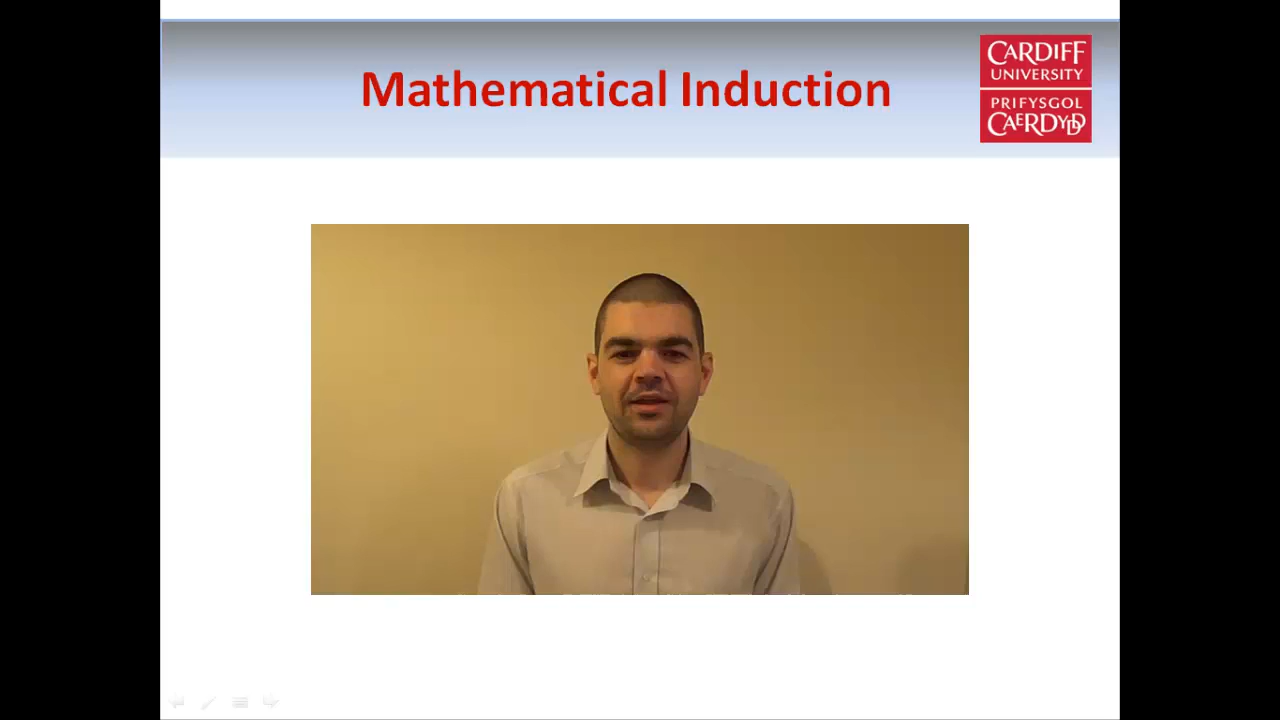 Mathematical Induction
CARDIFF
UNIVERSITY
PRIFYSGOL
CAERDYDD